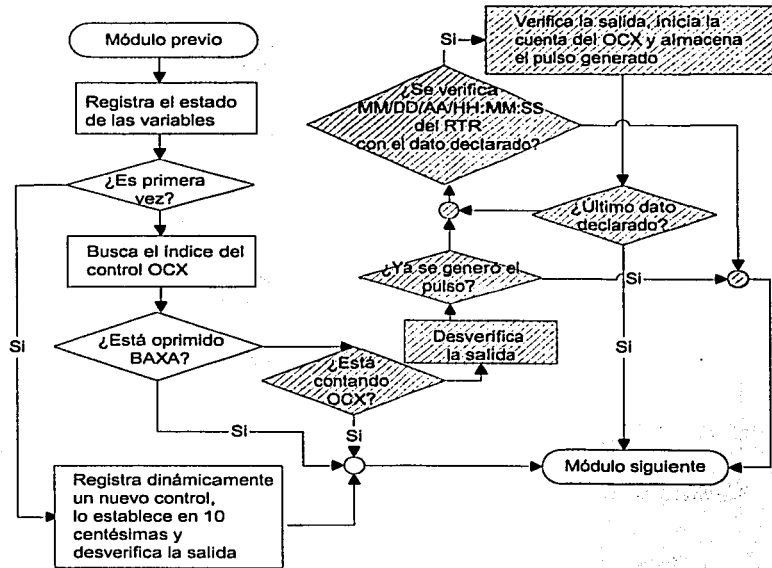 Módulo previo
Registra el estado
de las variables
¿Es primera
vez?
Busca el índice del
control OCX
Si
¿Está oprimido
BAXA?
Si
¿Está
contando
OCX?
Si
Registra dinámicamente
un nuevo control,
lo establece en 10
centésimas y
desverifica la salida
Desverifica
la salida
¿Ya se generó el
pulso?
Si
¿Se verifica
MM/DD/AA/HH:MM:SS
del RTR
con el dato declarado?
Si
Verifica la salida, inicia la
cuenta del OCX y almacena
el pulso generado
¿Último dato
declarado?
Si
Módulo siguiente